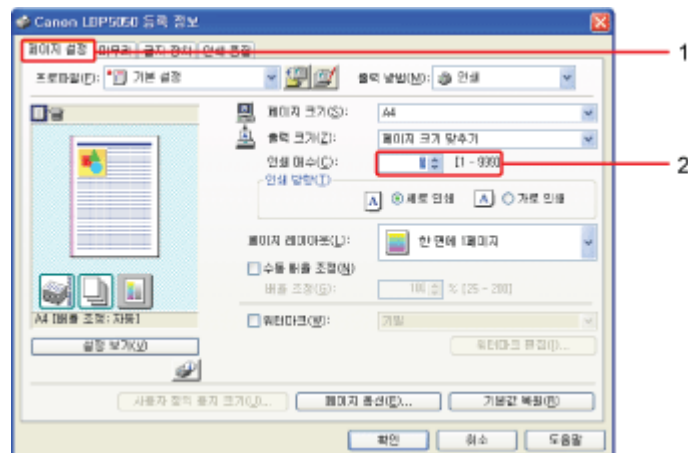 Canon LBP5050 등록 정보
페이지 설정 마무리 급지 장치 인쇄 품질
프로파일(F): 기본 설정 출력 방법(M): 인쇄
페이지 크기(S): A4
출력 크기(Z): 페이지 크기 맞추기
인쇄 매수(C): 1 [1 - 999]
인쇄 방향(T)
A 세로 인쇄 A 가로 인쇄
페이지 레이아웃(L): 한 면에 1페이지
수동 배율 조정(N)
배율 조정(G): 100 % [25 - 200]
A4 [배율 조정: 자동]
워터마크(W): 기밀
설정 보기(V) 워터마크 편집(I)...
사용자 정의 용지 크기(U)... 페이지 옵션(E)... 기본값 복원(R)
확인 취소 도움말
1
2